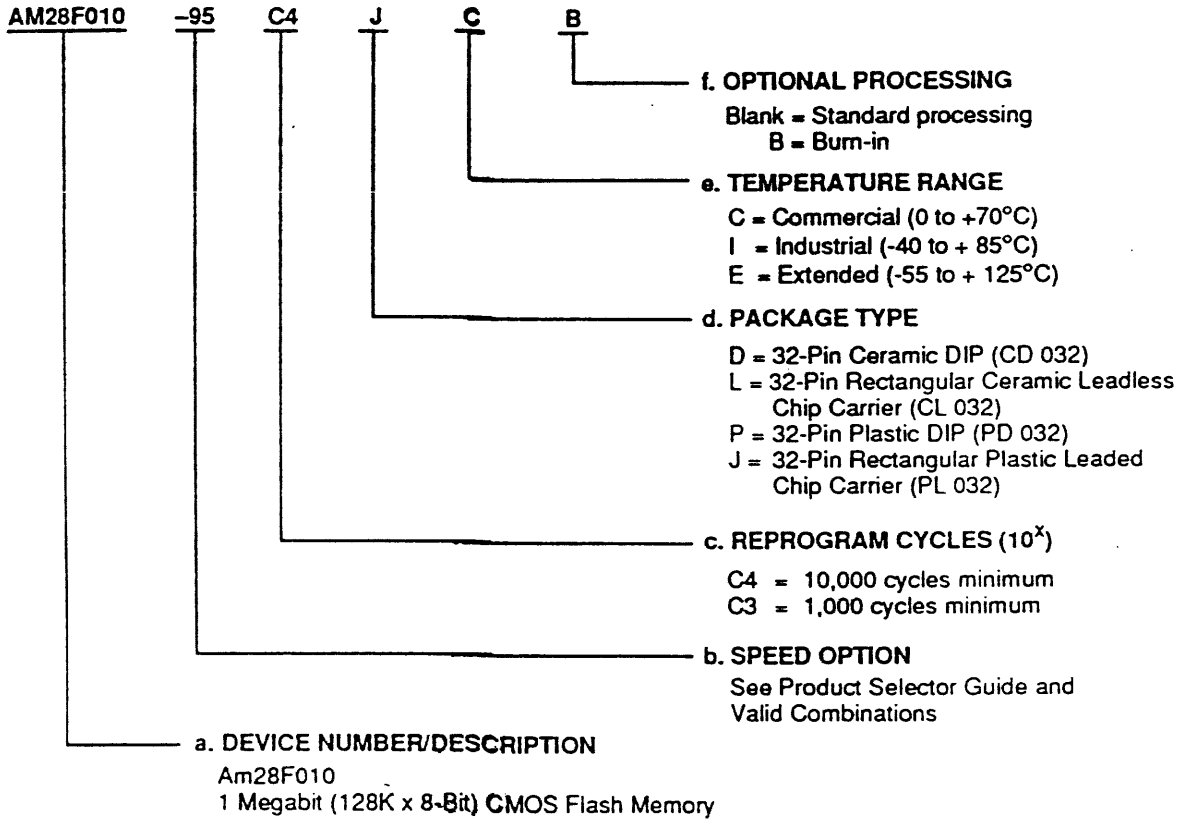 AM28F010 –95 C4 J C B
f. OPTIONAL PROCESSING
Blank = Standard processing
B = Burn-in
e. TEMPERATURE RANGE
C = Commercial (0 to +70°C)
I = Industrial (-40 to + 85°C)
E = Extended (-55 to + 125°C)
d. PACKAGE TYPE
D = 32-Pin Ceramic DIP (CD 032)
L = 32-Pin Rectangular Ceramic Leadless
Chip Carrier (CL 032)
P = 32-Pin Plastic DIP (PD 032)
J = 32-Pin Rectangular Plastic Leaded
Chip Carrier (PL 032)
c. REPROGRAM CYCLES (10ˣ)
C4 = 10,000 cycles minimum
C3 = 1,000 cycles minimum
b. SPEED OPTION
See Product Selector Guide and
Valid Combinations
a. DEVICE NUMBER/DESCRIPTION
Am28F010
1 Megabit (128K x 8-Bit) CMOS Flash Memory